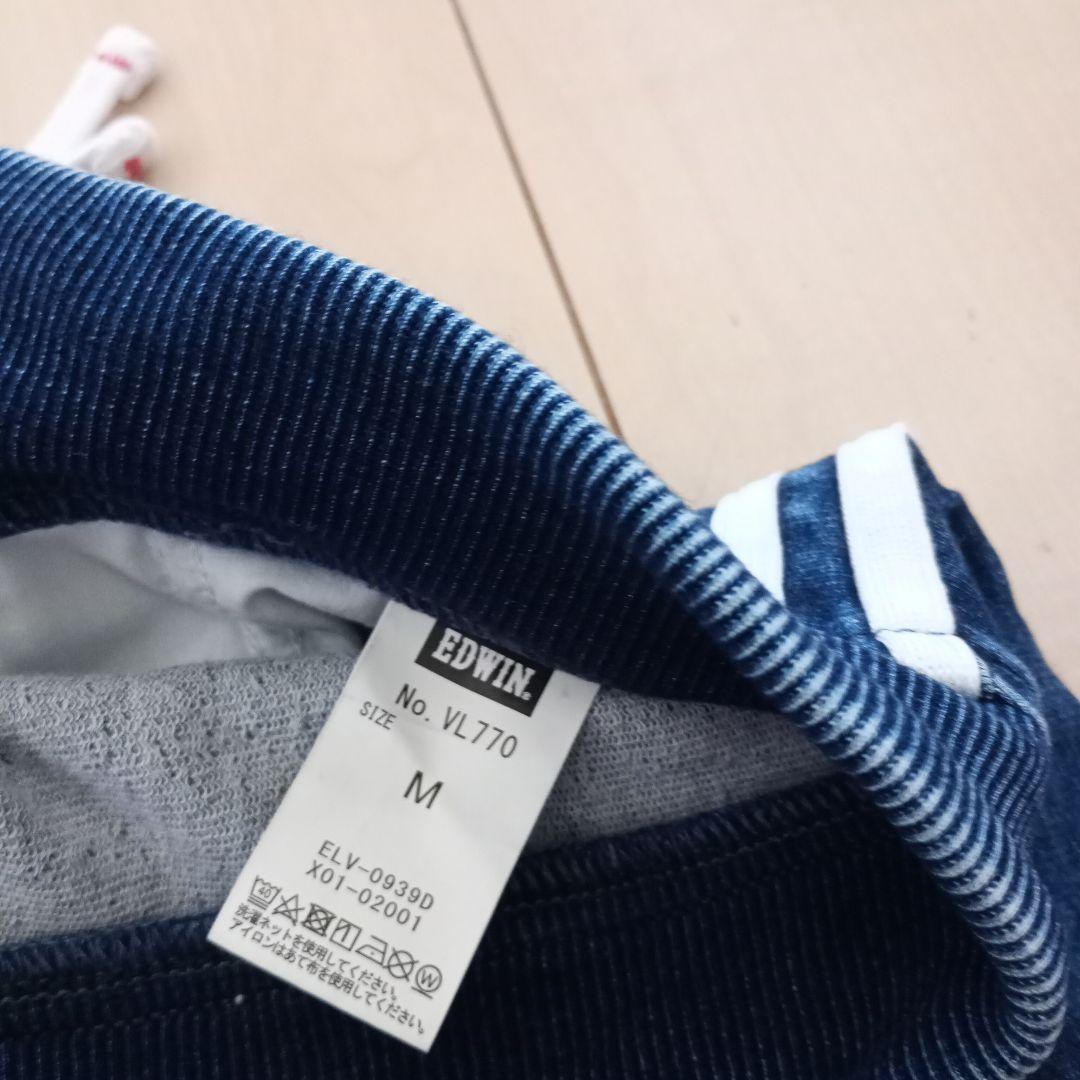 EDWIN®
No. VL770
SIZE
M
ELV-0939D
X01-02001
40 W
洗濯ネットを使用してください。
アイロンはあて布を使用してください。